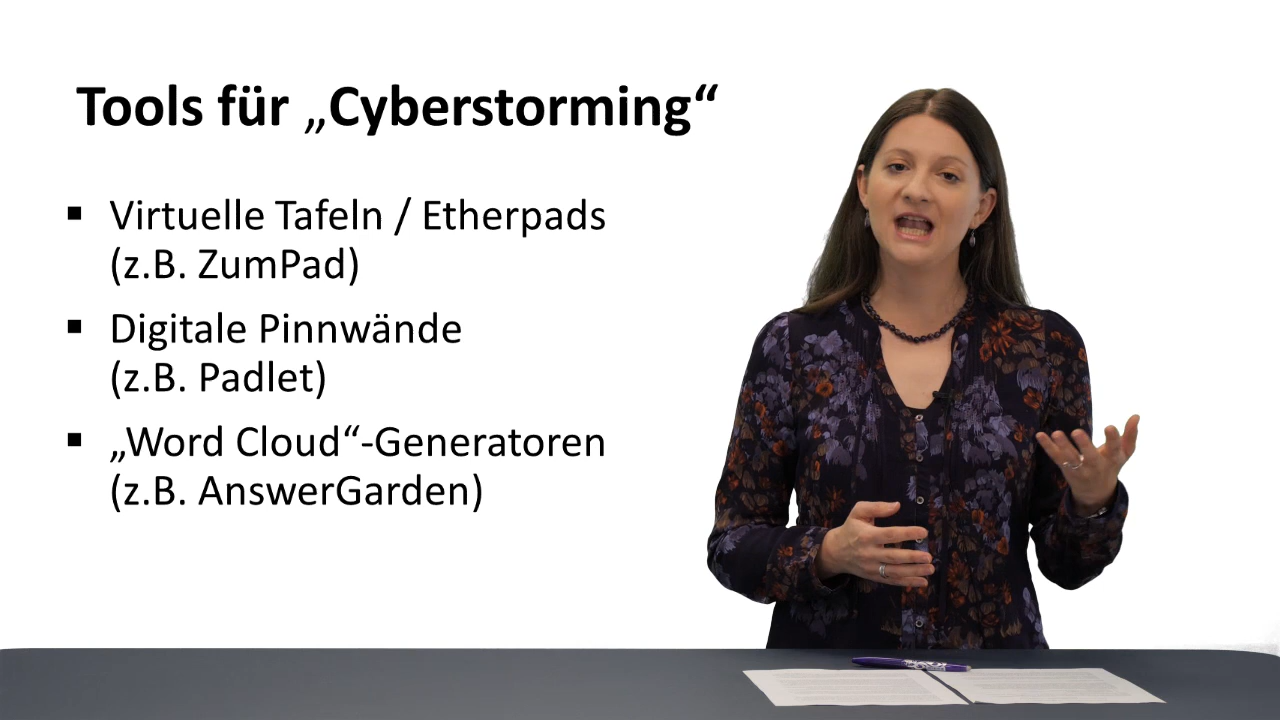 Tools für „Cyberstorming“
▪ Virtuelle Tafeln / Etherpads
(z.B. ZumPad)
▪ Digitale Pinnwände
(z.B. Padlet)
▪ „Word Cloud“-Generatoren
(z.B. AnswerGarden)